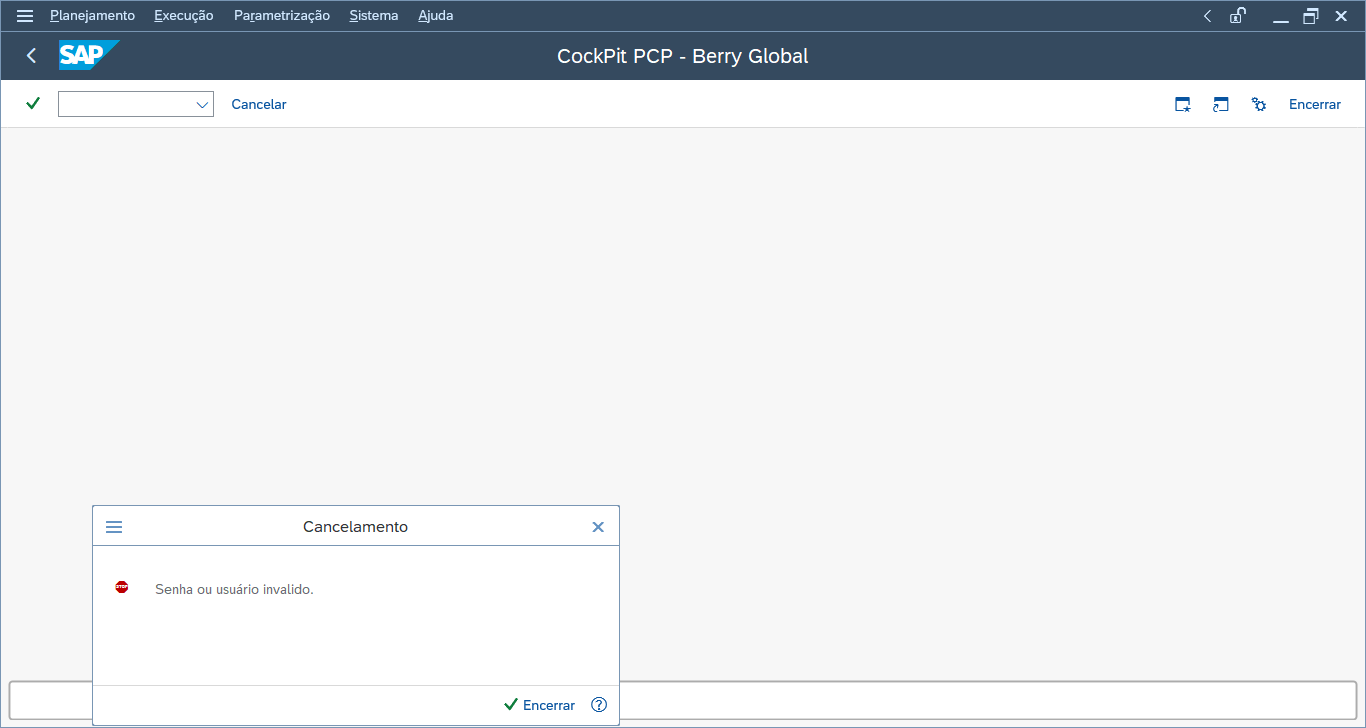 Planejamento Execução Parametrização Sistema Ajuda
SAP CockPit PCP - Berry Global
Cancelar Encerrar
Cancelamento
STOP Senha ou usuário invalido.
Encerrar ?